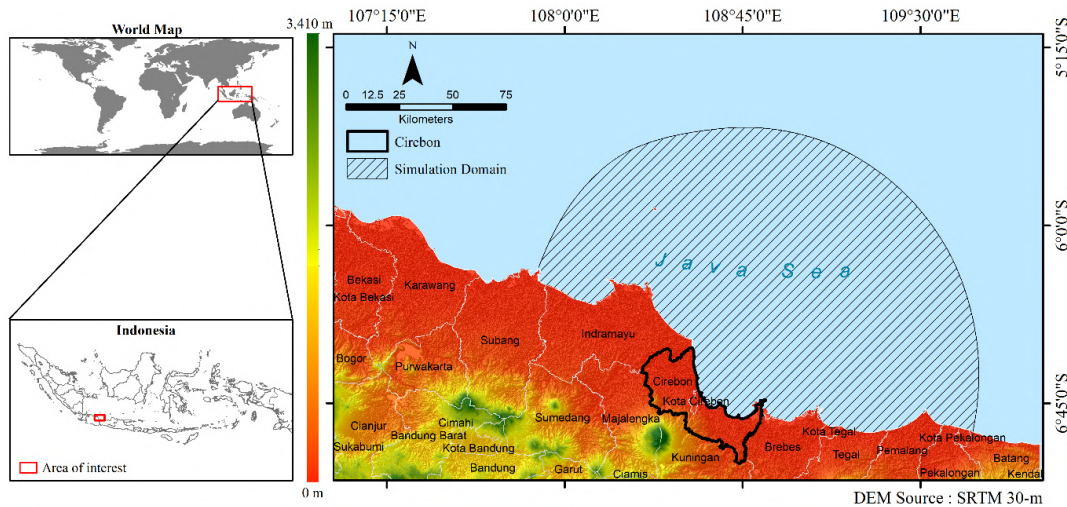 World Map
Indonesia
Area of interest
3,410 m
0 m
107°15'0"E
108°0'0"E
108°45'0"E
109°30'0"E
5°15'0"S
6°0'0"S
6°45'0"S
N
0 12.5 25 50 75
Kilometers
Cirebon
Simulation Domain
Java Sea
Bekasi
Kota Bekasi
Karawang
Subang
Indramayu
Bogor
Purwakarta
Cirebon
Kota Cirebon
Cianjur
Cimahi
Sumedang
Majalengka
Bandung Barat
Kota Bandung
Sukabumi
Bandung
Garut
Ciamis
Kuningan
Brebes
Kota Tegal
Tegal
Pemalang
Kota Pekalongan
Pekalongan
Batang
Kendal
DEM Source : SRTM 30-m